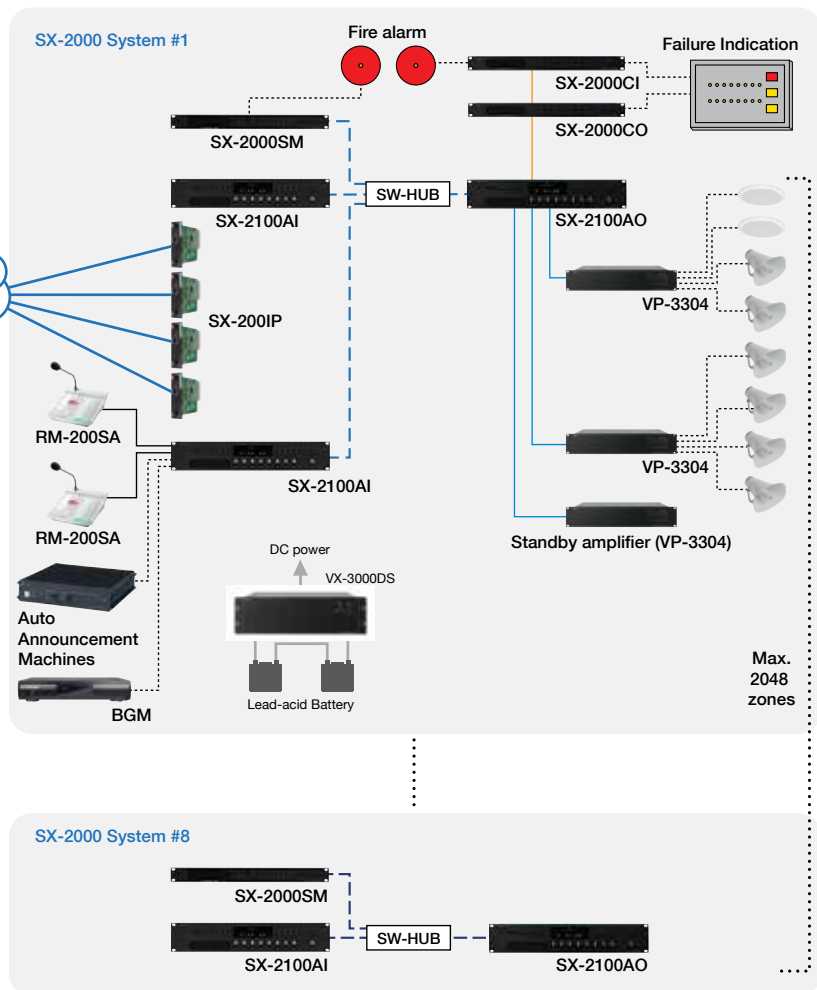 SX-2000 System #1
Fire alarm
Failure Indication
SX-2000CI
SX-2000CO
SX-2000SM
SW-HUB
SX-2100AI
SX-2100AO
VP-3304
SX-200IP
RM-200SA
VP-3304
SX-2100AI
RM-200SA
Standby amplifier (VP-3304)
DC power
VX-3000DS
Auto
Announcement
Machines
Lead-acid Battery
BGM
Max.
2048
zones
SX-2000 System #8
SX-2000SM
SW-HUB
SX-2100AI
SX-2100AO